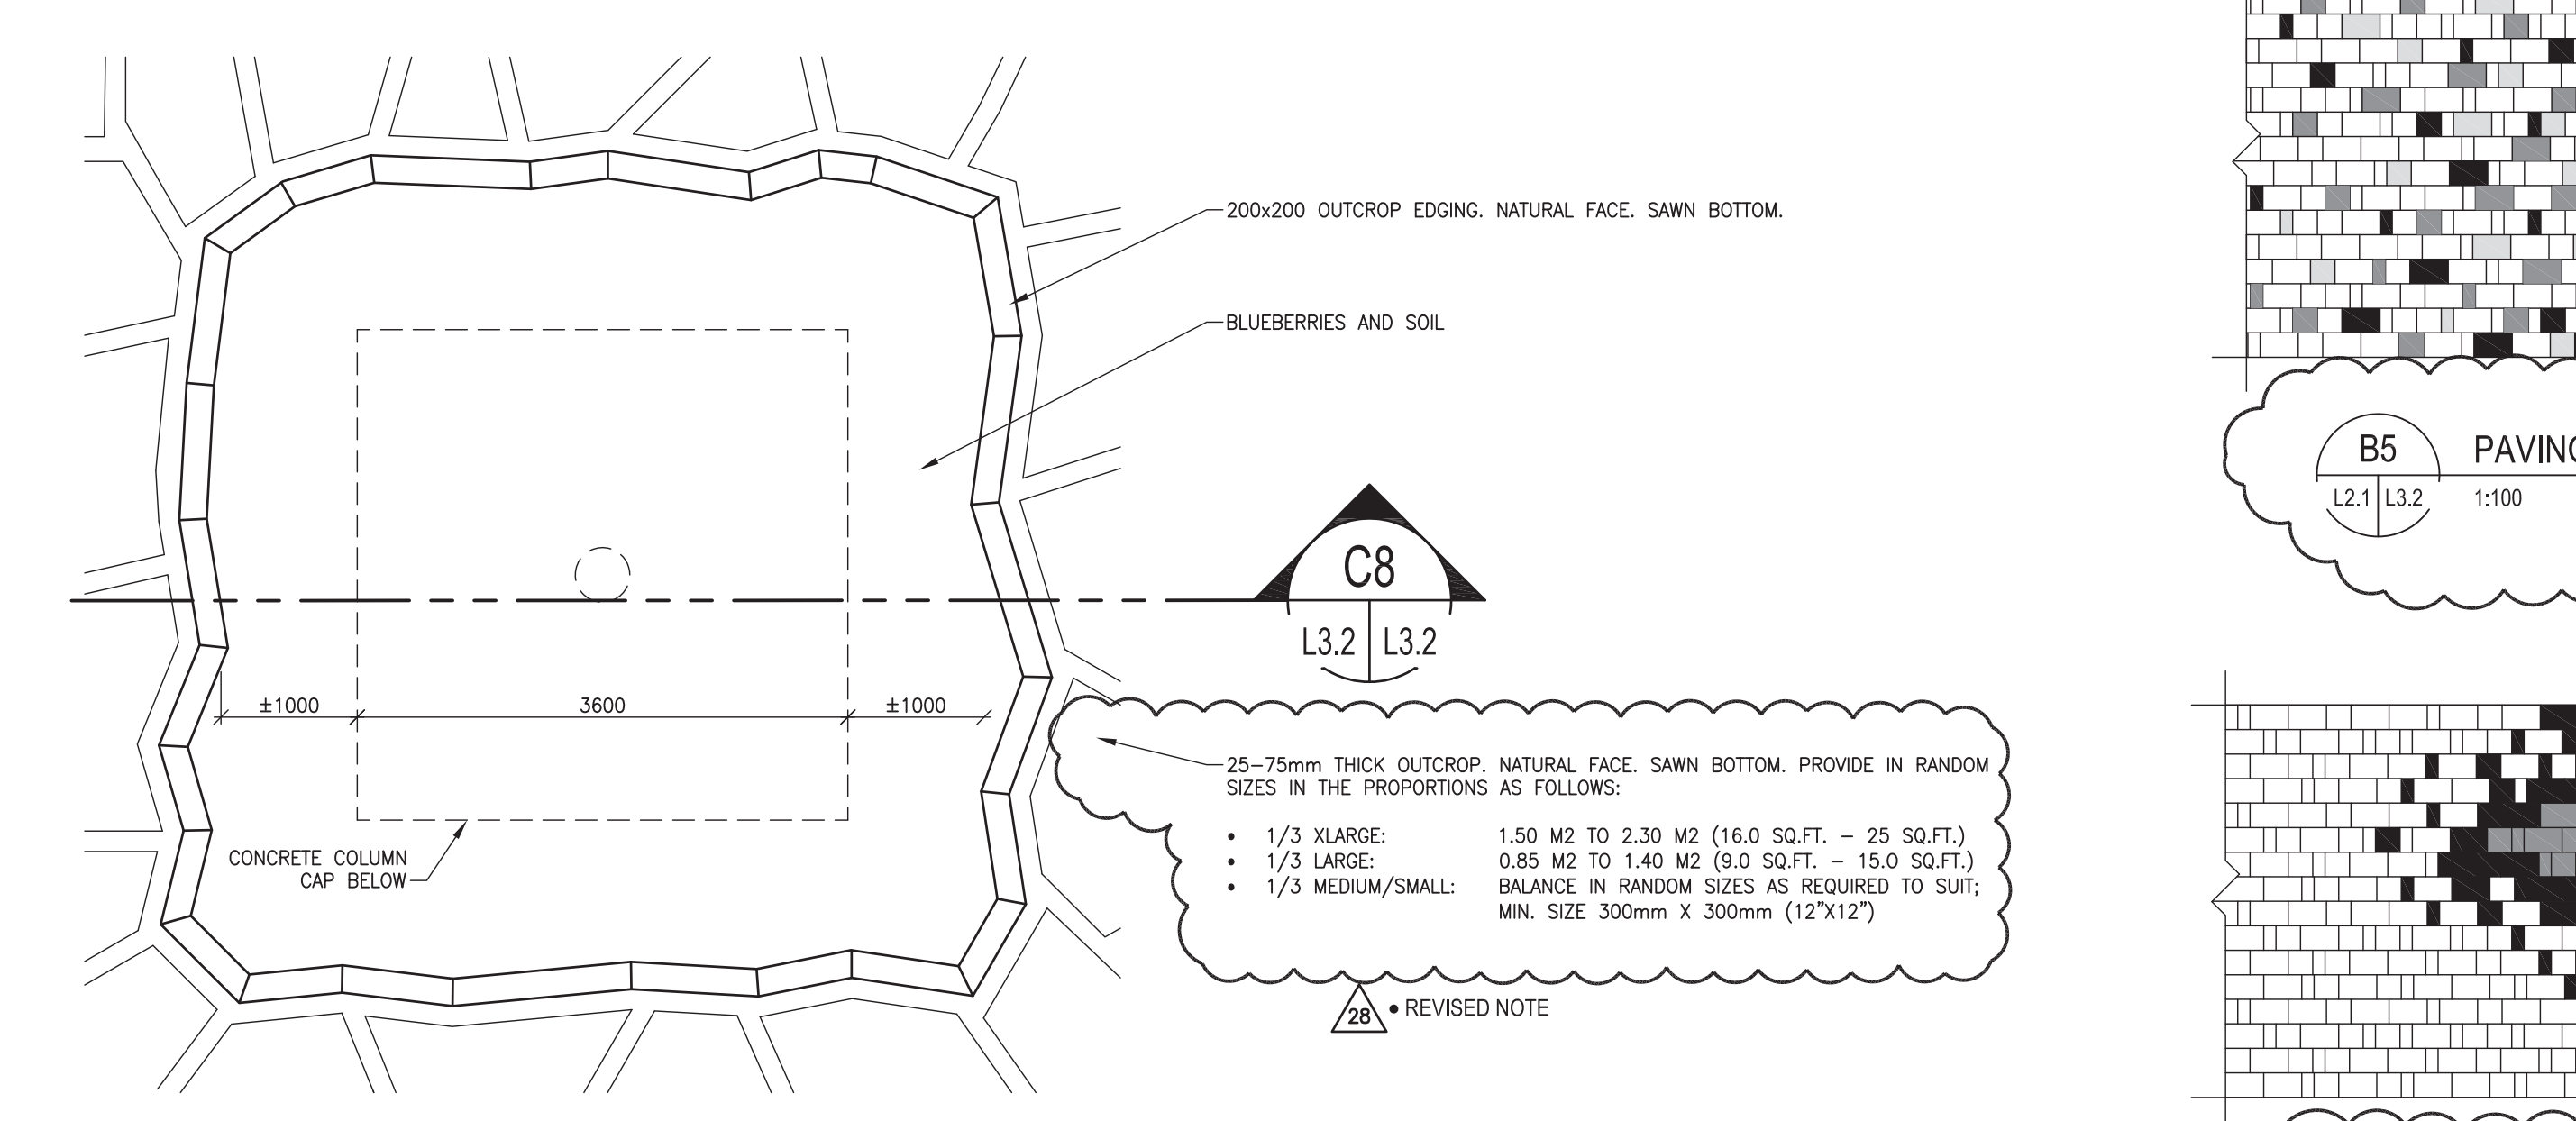 200x200 OUTCROP EDGING. NATURAL FACE. SAWN BOTTOM.
BLUEBERRIES AND SOIL
C8
L3.2 L3.2
±1000 3600 ±1000
CONCRETE COLUMN
CAP BELOW
25-75mm THICK OUTCROP. NATURAL FACE. SAWN BOTTOM. PROVIDE IN RANDOM
SIZES IN THE PROPORTIONS AS FOLLOWS:
• 1/3 XLARGE: 1.50 M2 TO 2.30 M2 (16.0 SQ.FT. – 25 SQ.FT.)
• 1/3 LARGE: 0.85 M2 TO 1.40 M2 (9.0 SQ.FT. – 15.0 SQ.FT.)
• 1/3 MEDIUM/SMALL: BALANCE IN RANDOM SIZES AS REQUIRED TO SUIT;
MIN. SIZE 300mm X 300mm (12"X12")
28 • REVISED NOTE
B5
L2.1 L3.2
1:100